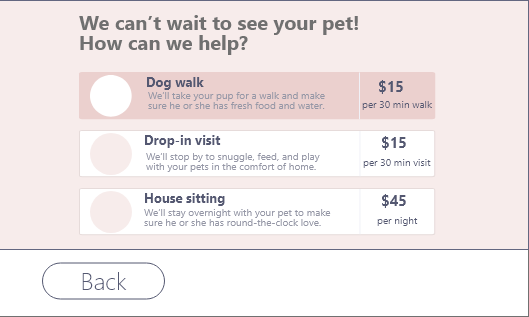 We can't wait to see your pet!
How can we help?
Dog walk
We'll take your pup for a walk and make
sure he or she has fresh food and water.
$15
per 30 min walk
Drop-in visit
We'll stop by to snuggle, feed, and play
with your pets in the comfort of home.
$15
per 30 min visit
House sitting
We'll stay overnight with your pet to make
sure he or she has round-the-clock love.
$45
per night
Back